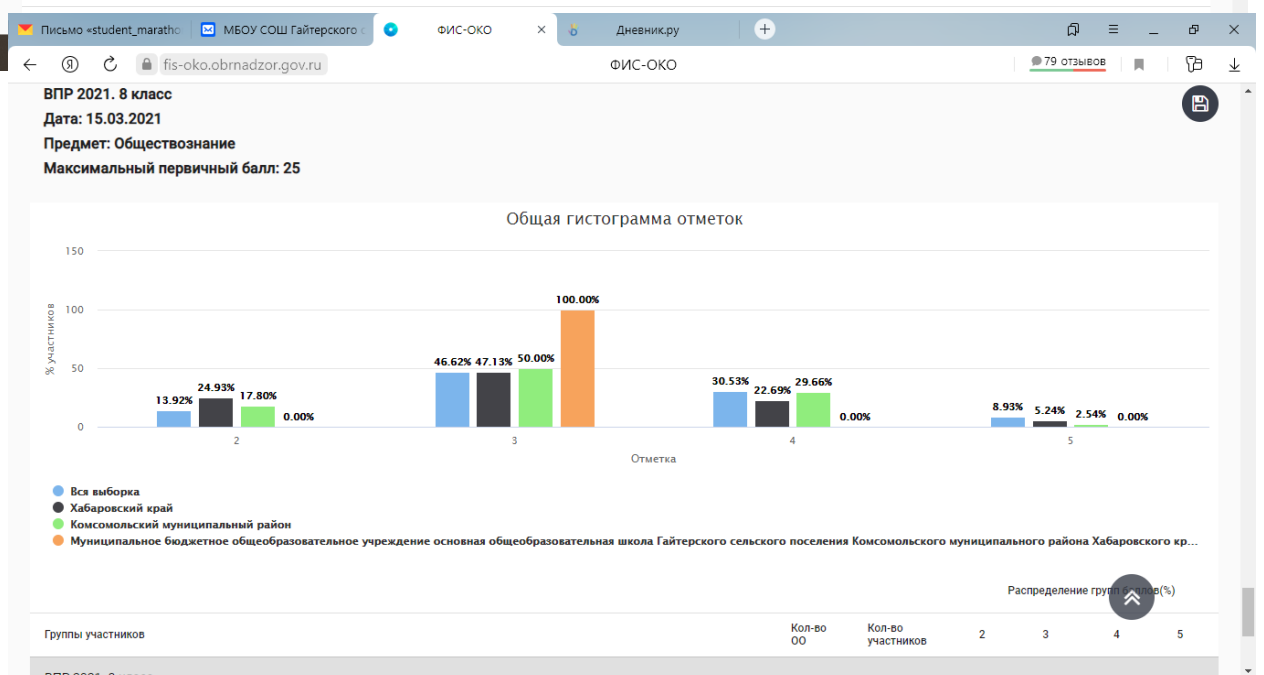 Письмо «student_maratho
МБОУ СОШ Гайтерского с
ФИС-ОКО
Дневник.ру
fis-oko.obrnadzor.gov.ru
ФИС-ОКО
79 отзывов
ВПР 2021. 8 класс
Дата: 15.03.2021
Предмет: Обществознание
Максимальный первичный балл: 25
Общая гистограмма отметок
% участников
150
100
50
0
13.92% 24.93% 17.80% 0.00%
46.62% 47.13% 50.00% 100.00%
30.53% 22.69% 29.66% 0.00%
8.93% 5.24% 2.54% 0.00%
2 3 4 5
Отметка
Вся выборка
Хабаровский край
Комсомольский муниципальный район
Муниципальное бюджетное общеобразовательное учреждение основная общеобразовательная школа Гайтерского сельского поселения Комсомольского муниципального района Хабаровского кр...
Распределение групп баллов(%)
Группы участников Кол-во ОО Кол-во участников 2 3 4 5
ВПР 2021. 8 класс